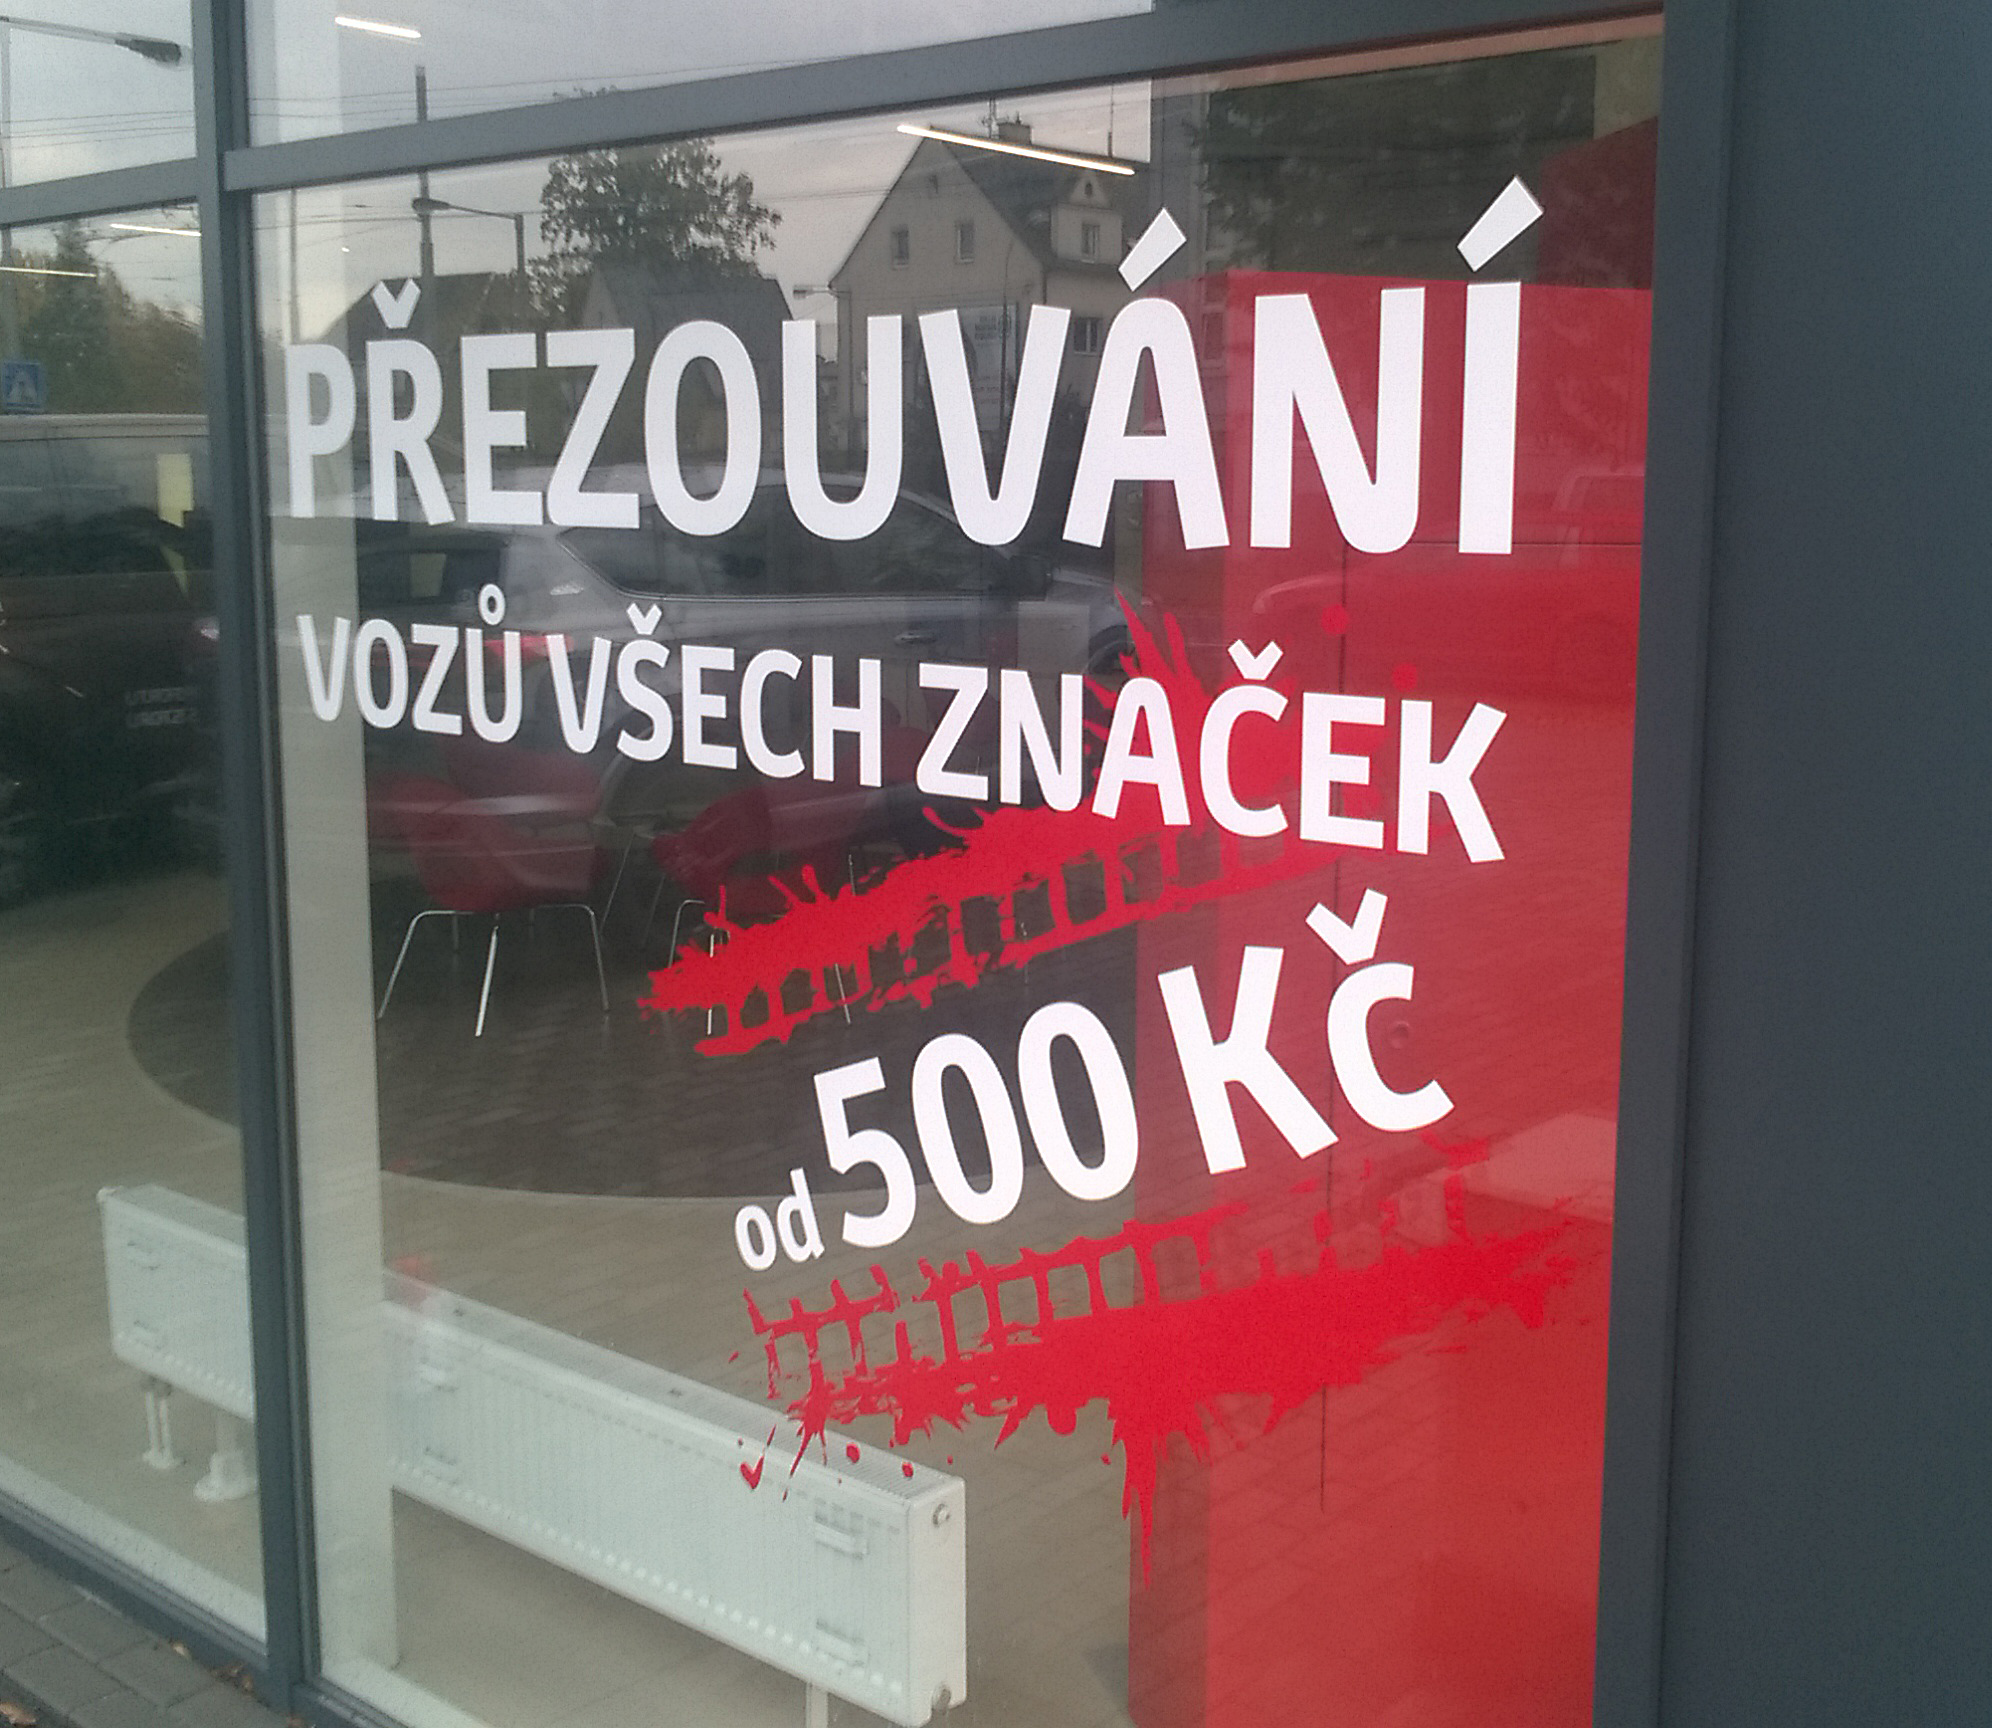 PŘEZOUVÁNÍ
VOZŮ VŠECH ZNAČEK
od 500 KČ